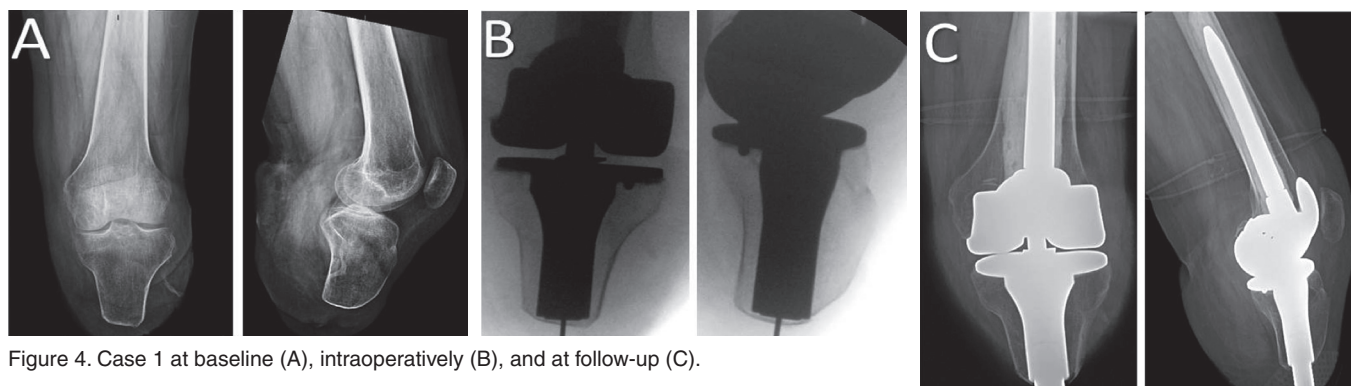 A
B
C
Figure 4. Case 1 at baseline (A), intraoperatively (B), and at follow-up (C).